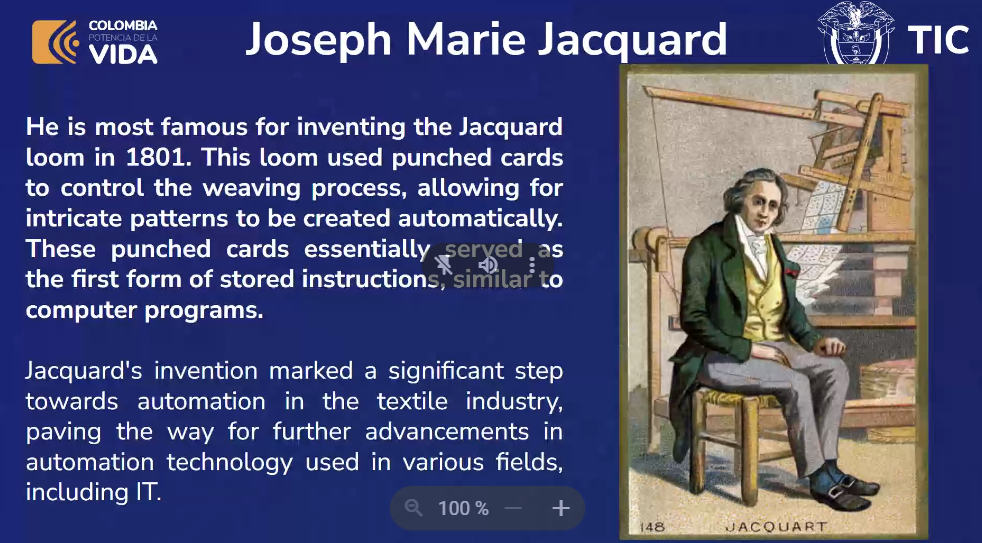 COLOMBIA
POTENCIA DE LA
VIDA
Joseph Marie Jacquard
TIC
He is most famous for inventing the Jacquard
loom in 1801. This loom used punched cards
to control the weaving process, allowing for
intricate patterns to be created automatically.
These punched cards essentially served as
the first form of stored instructions, similar to
computer programs.
Jacquard's invention marked a significant step
towards automation in the textile industry,
paving the way for further advancements in
automation technology used in various fields,
including IT.
100 %
148 JACQUART